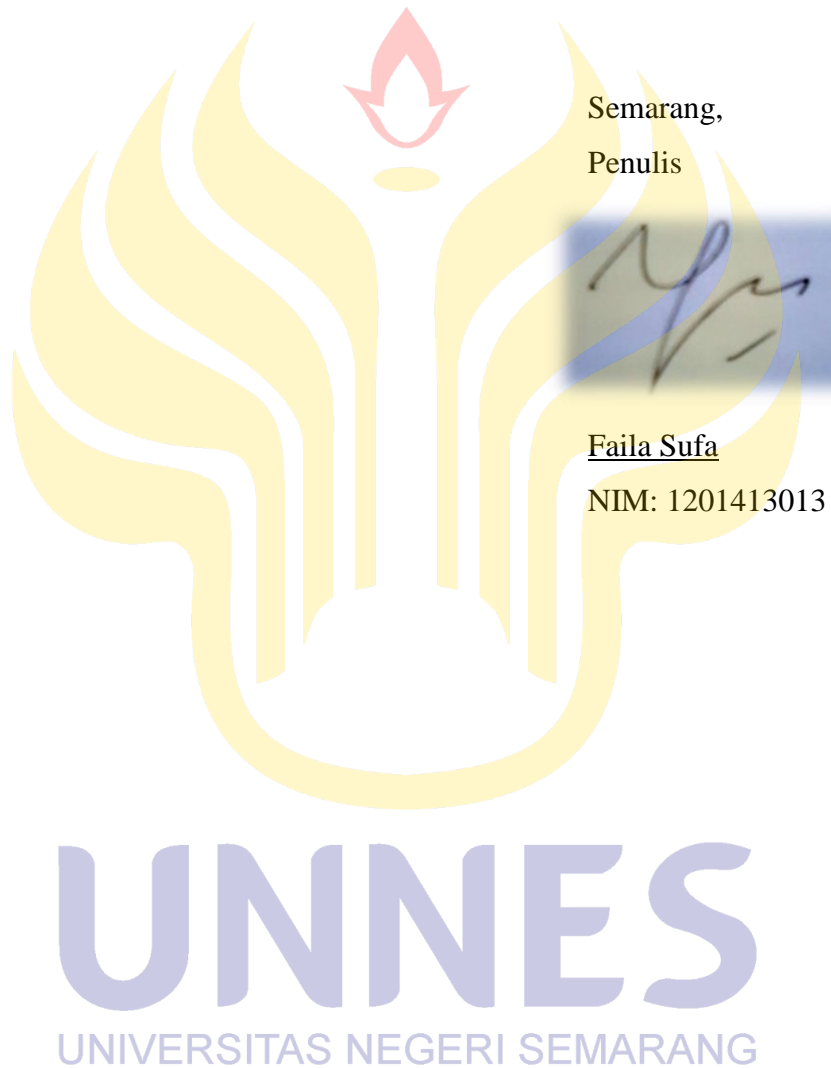 Semarang,
Penulis
Faila Sufa
NIM: 1201413013
UNNES
UNIVERSITAS NEGERI SEMARANG